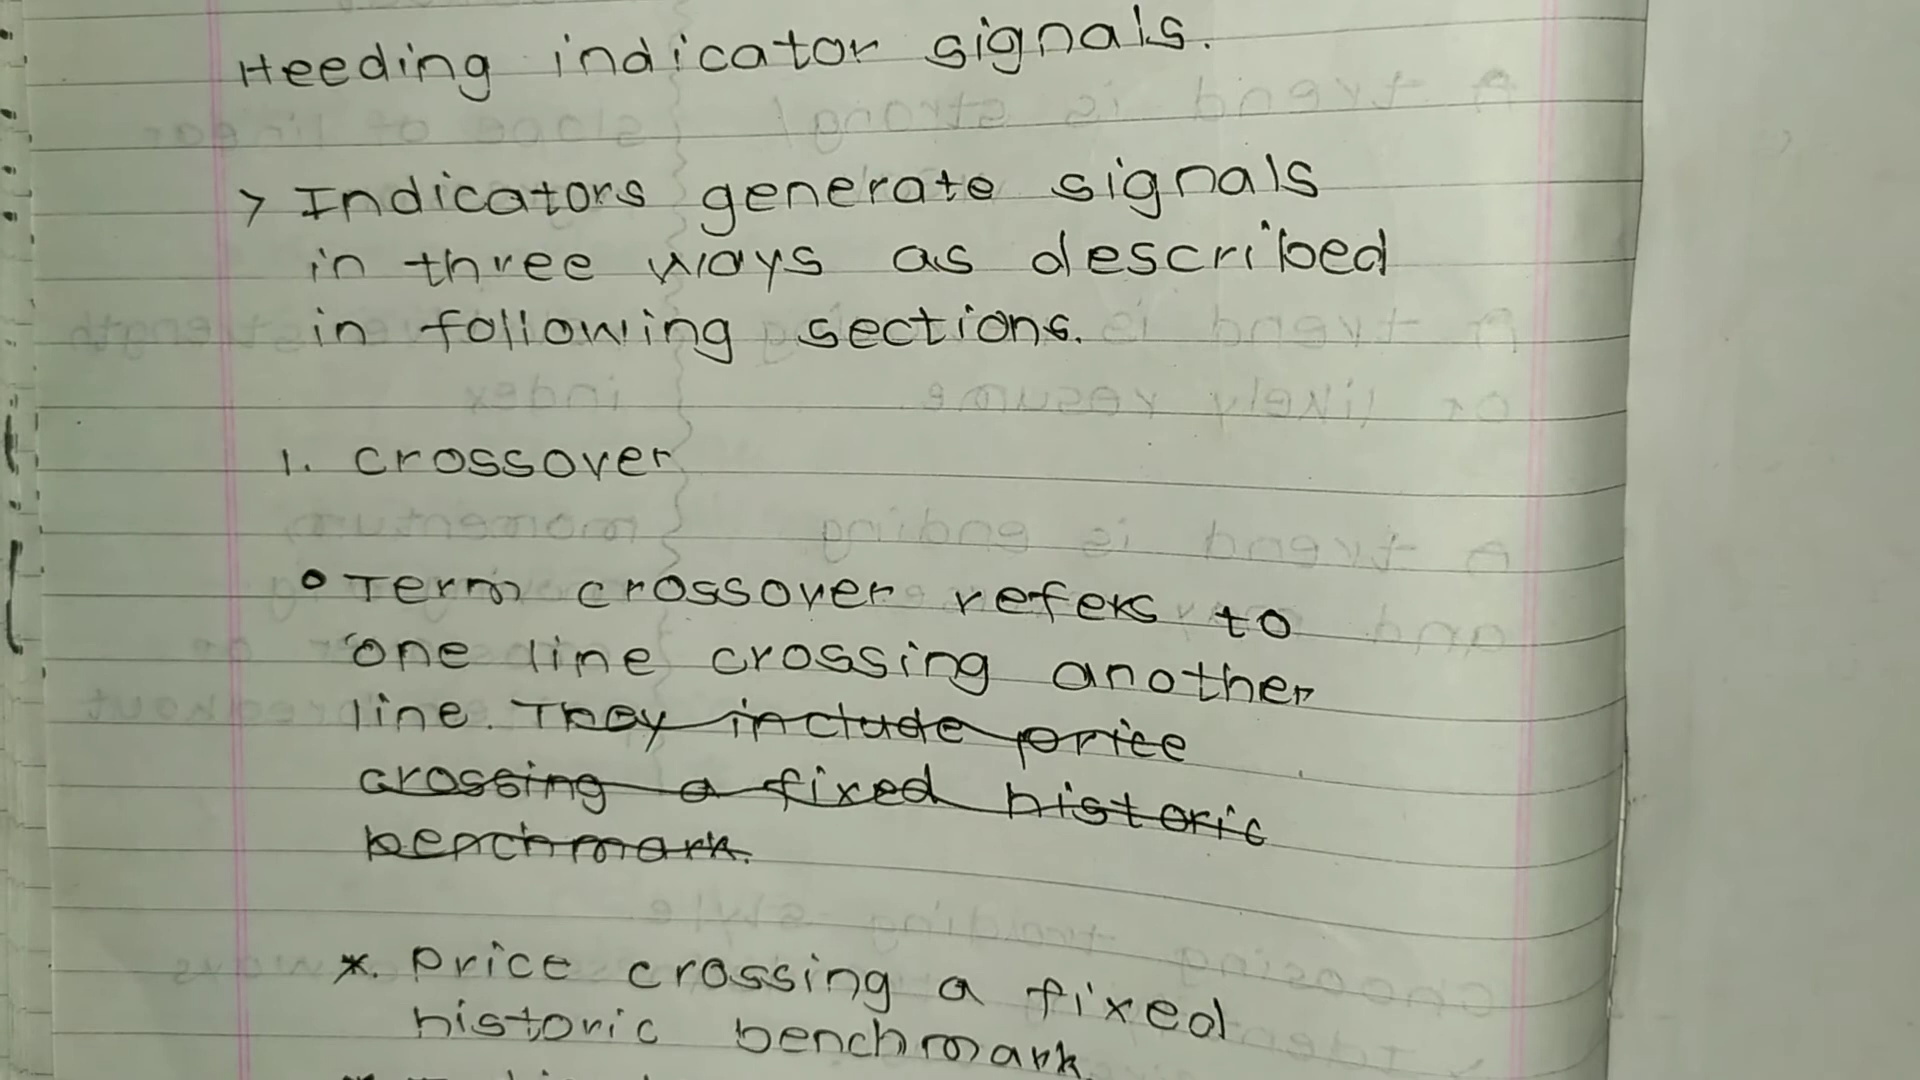 Heeding indicator signals.
> Indicators generate signals
in three ways as described
in following sections.
1. crossover
• Term crossover refers to
one line crossing another
line. They include price
crossing a fixed historic
benchmark.
*. Price crossing a fixed
historic benchmark.